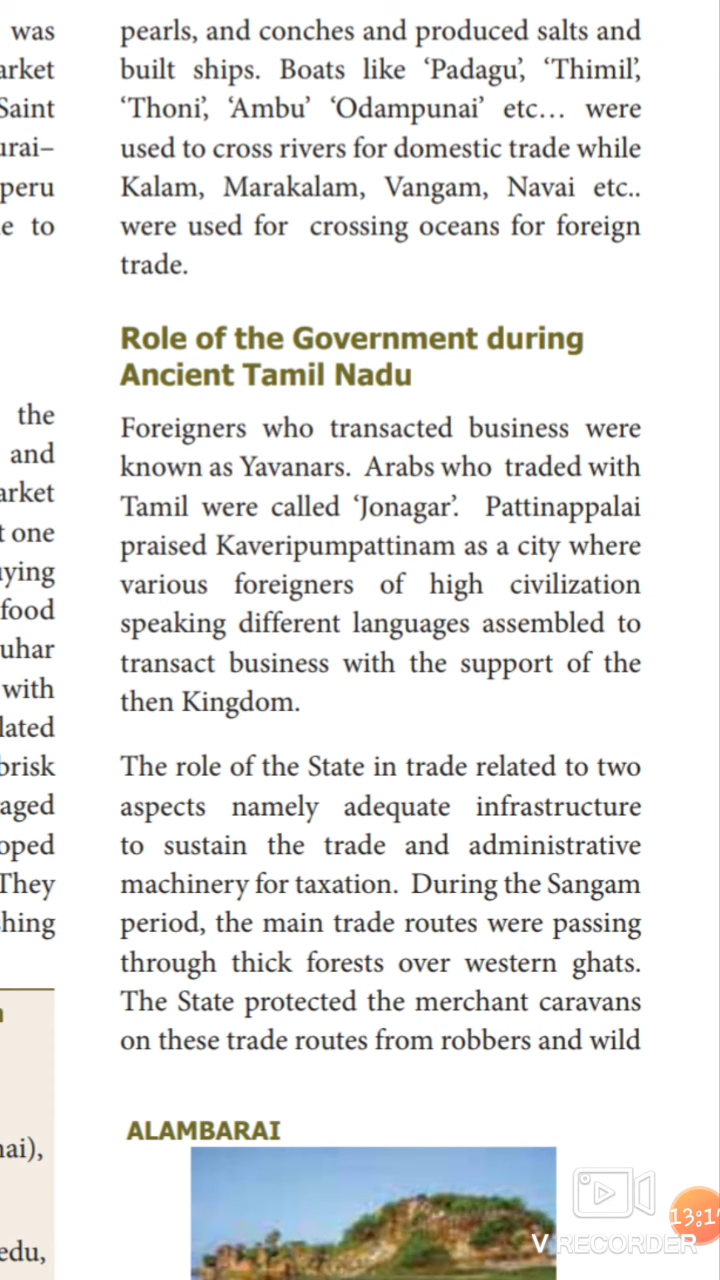 was
arket
Saint
urai–
peru
e to
the
and
arket
t one
ying
food
uhar
with
lated
brisk
aged
oped
They
hing
nai),
edu,
pearls, and conches and produced salts and
built ships. Boats like ‘Padagu’, ‘Thimil’,
‘Thoni’, ‘Ambu’ ‘Odampunai’ etc... were
used to cross rivers for domestic trade while
Kalam, Marakalam, Vangam, Navai etc..
were used for crossing oceans for foreign
trade.
Role of the Government during
Ancient Tamil Nadu
Foreigners who transacted business were
known as Yavanars. Arabs who traded with
Tamil were called ‘Jonagar’. Pattinappalai
praised Kaveripumpattinam as a city where
various foreigners of high civilization
speaking different languages assembled to
transact business with the support of the
then Kingdom.
The role of the State in trade related to two
aspects namely adequate infrastructure
to sustain the trade and administrative
machinery for taxation. During the Sangam
period, the main trade routes were passing
through thick forests over western ghats.
The State protected the merchant caravans
on these trade routes from robbers and wild
ALAMBARAI
V RECORDER